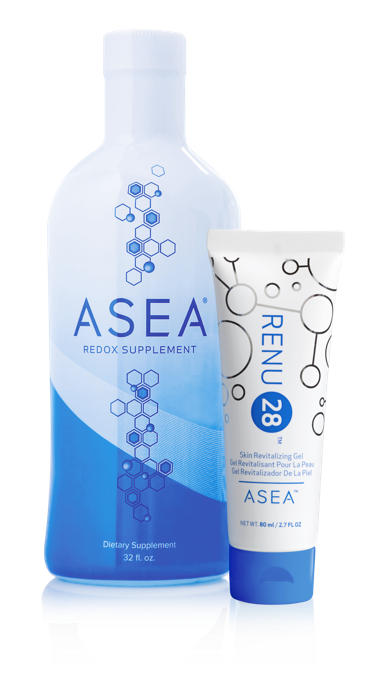 ASEA®
REDOX SUPPLEMENT
Dietary Supplement
32 fl. oz.
RENU 28™
Skin Revitalizing Gel
Gel Revitalisant Pour La Peau
Gel Revitalizador De La Piel
ASEA™
NET WT. 80 ml / 2.7 FL OZ